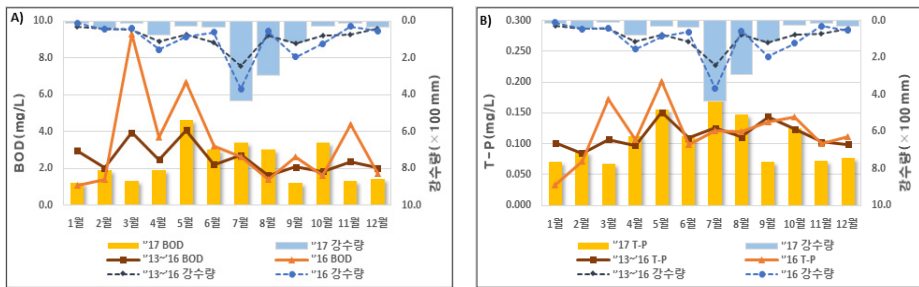 A)
10.0
8.0
6.0
4.0
2.0
0.0
BOD(mg/L)
0.0
2.0
4.0
6.0
8.0
10.0
강수량(×100 mm)
1월 2월 3월 4월 5월 6월 7월 8월 9월 10월 11월 12월
"17 BOD "17 강수량
"13~'16 BOD "16 BOD
"13~'16 강수량 "16 강수량
B)
0.300
0.250
0.200
0.150
0.100
0.050
0.000
T-P(mg/L)
0.0
2.0
4.0
6.0
8.0
10.0
강수량(×100 mm)
1월 2월 3월 4월 5월 6월 7월 8월 9월 10월 11월 12월
"17 T-P "17 강수량
"13~'16 T-P "16 T-P
"13~'16 강수량 "16 강수량